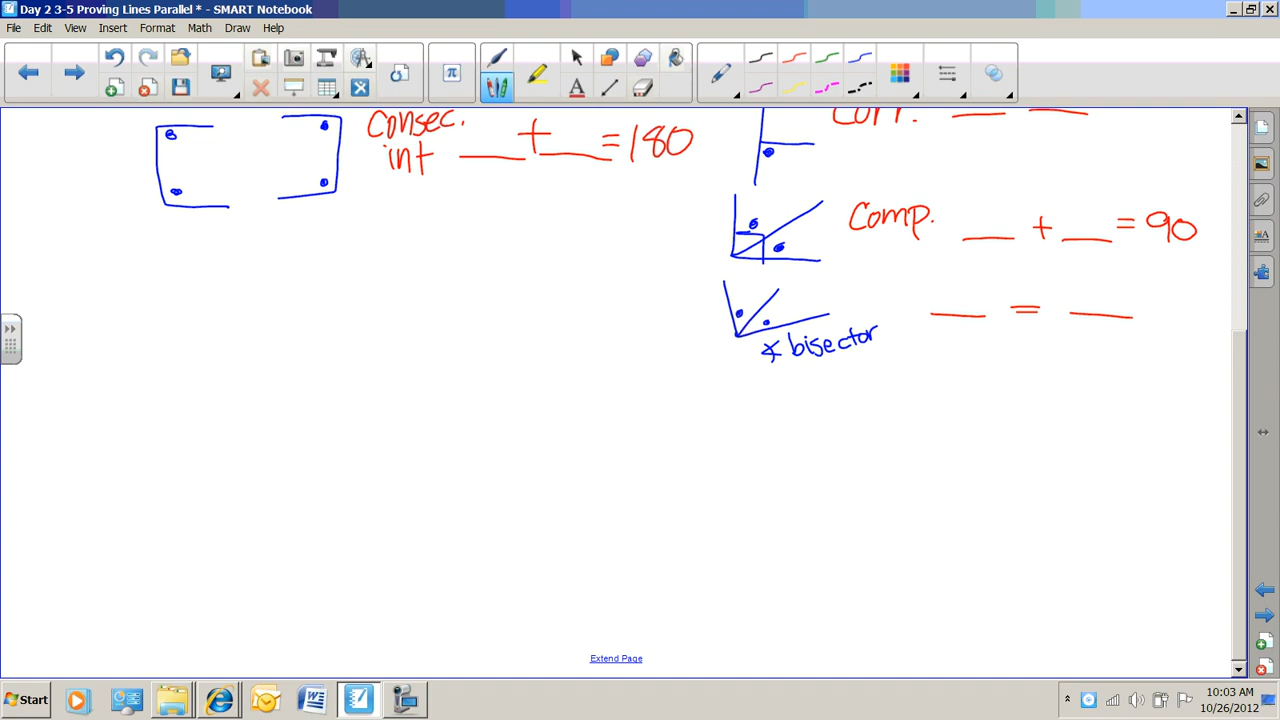 Day 2 3-5 Proving Lines Parallel * - SMART Notebook
File Edit View Insert Format Math Draw Help
Consec.
int ___ + ___ = 180
Corr. ___ ___
Comp. ___ + ___ = 90
___ = ___
∡ bisector
Extend Page
Start
10:03 AM
10/26/2012